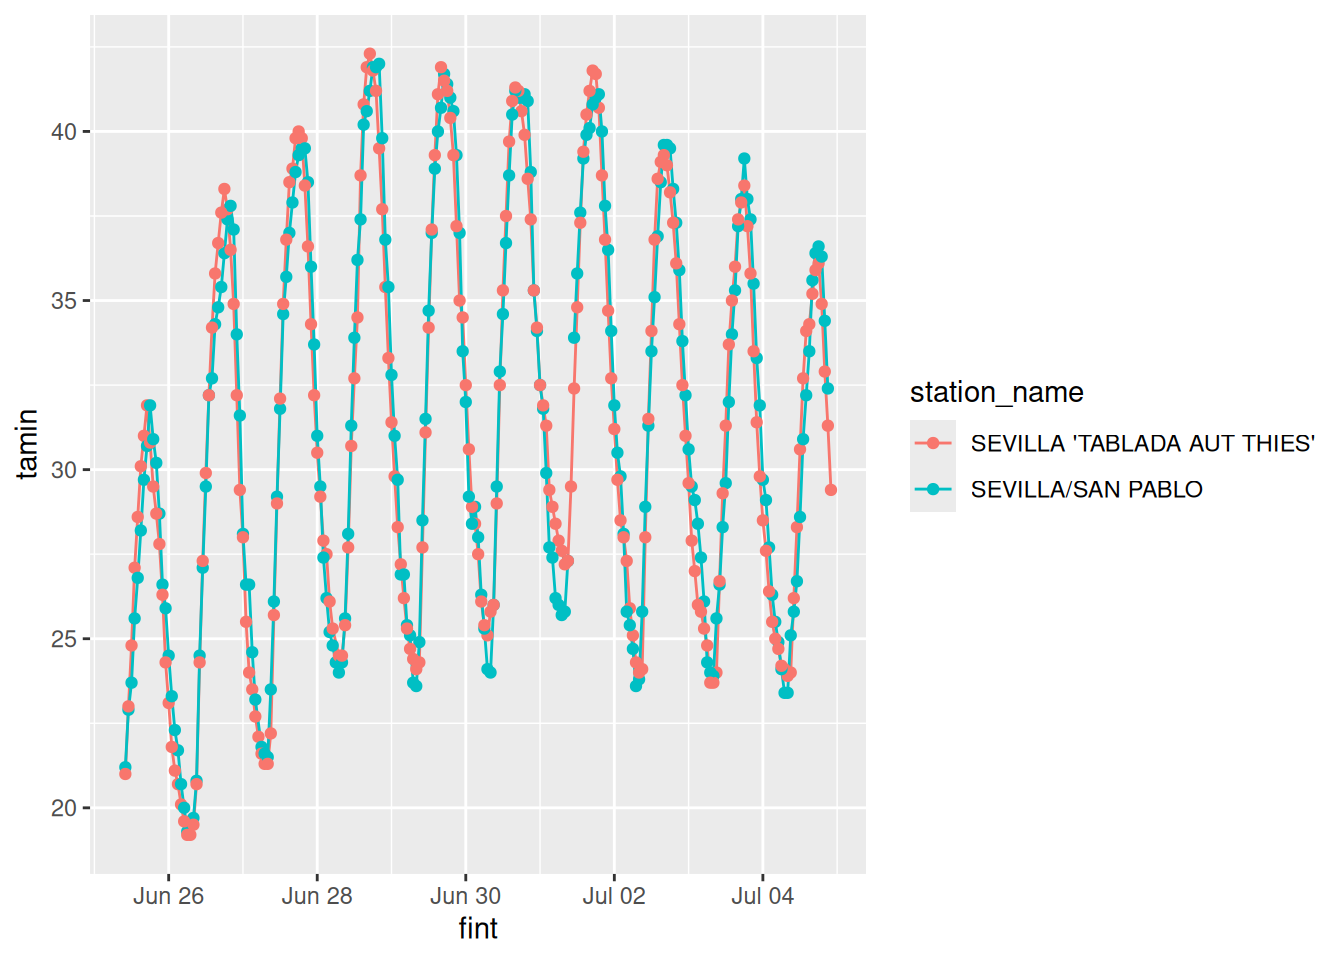 tamin
40
35
30
25
20
Jun 26
Jun 28
Jun 30
Jul 02
Jul 04
fint
station_name
SEVILLA 'TABLADA AUT THIES'
SEVILLA/SAN PABLO